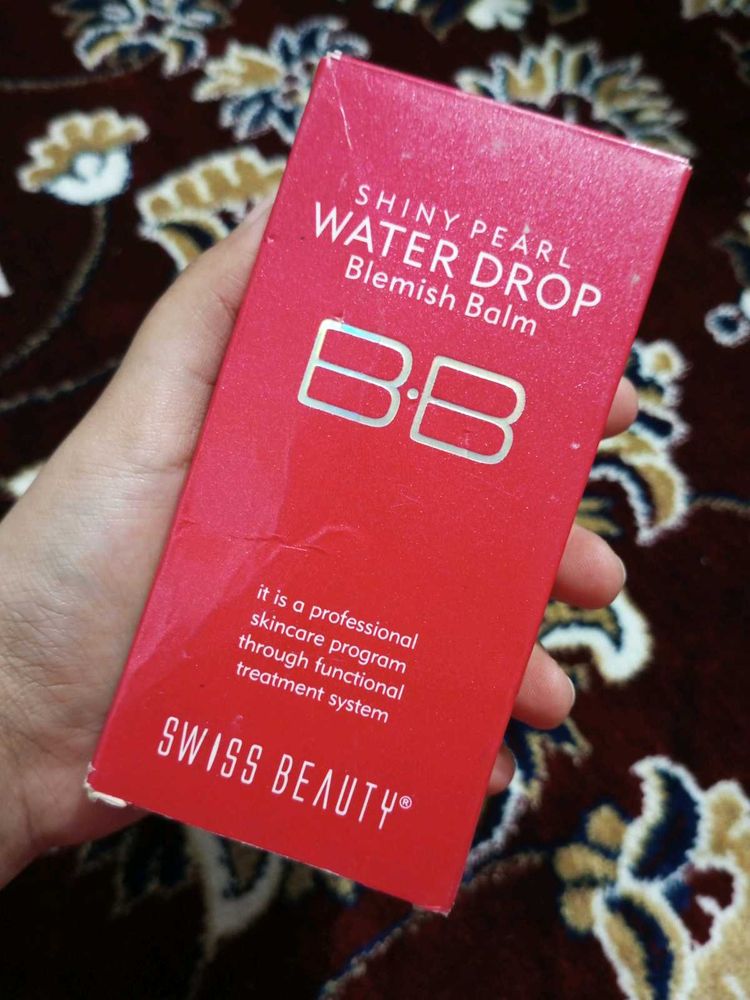 SHINY PEARL
WATER DROP
Blemish Balm
B·B
it is a professional
skincare program
through functional
treatment system
SWISS BEAUTY®